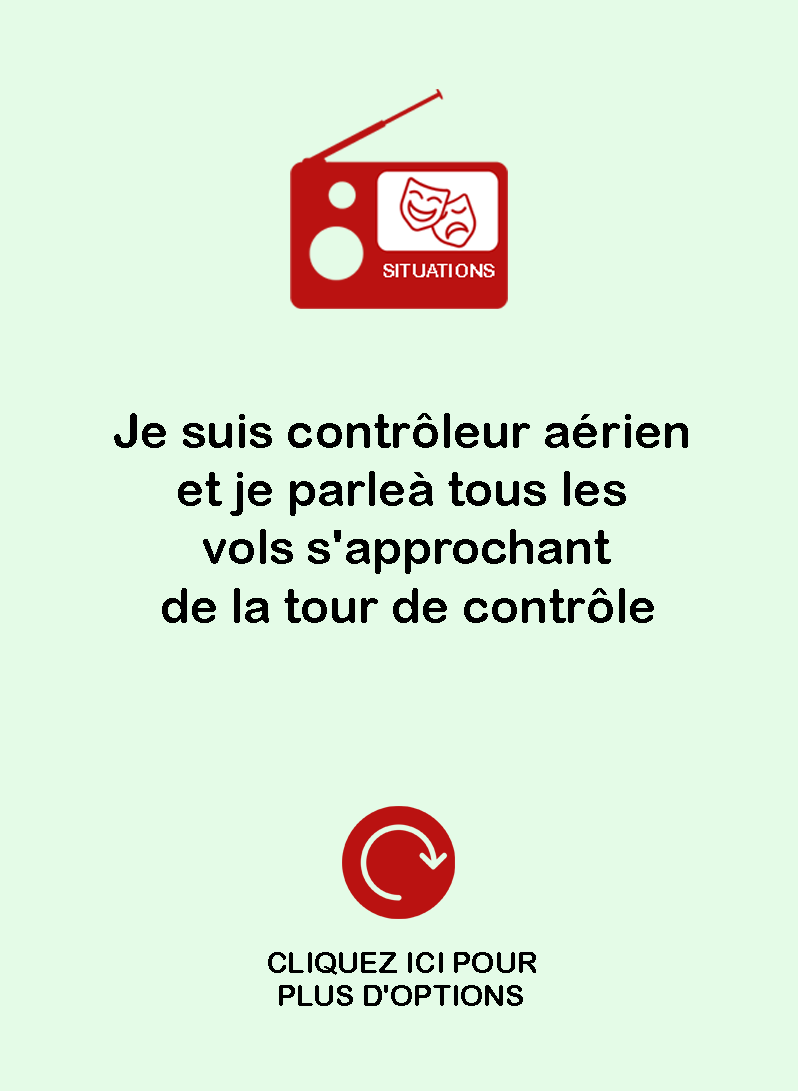 SITUATIONS
Je suis contrôleur aérien
et je parleà tous les
vols s'approchant
de la tour de contrôle
CLIQUEZ ICI POUR
PLUS D'OPTIONS